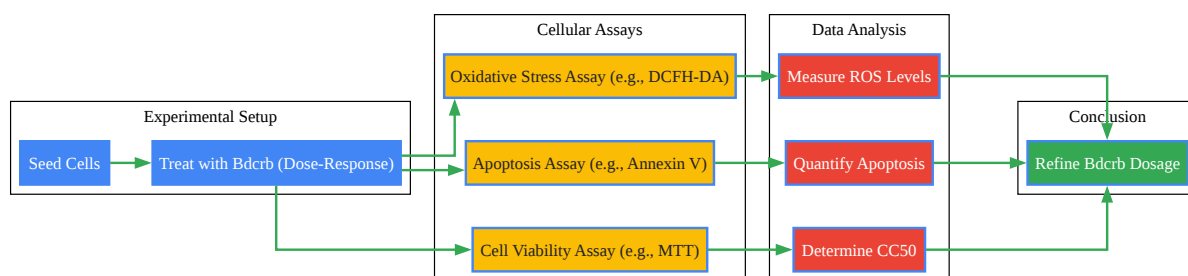 Experimental Setup
Seed Cells
Treat with Bdcrb (Dose-Response)
Cellular Assays
Oxidative Stress Assay (e.g., DCFH-DA)
Apoptosis Assay (e.g., Annexin V)
Cell Viability Assay (e.g., MTT)
Data Analysis
Measure ROS Levels
Quantify Apoptosis
Determine CC50
Conclusion
Refine Bdcrb Dosage